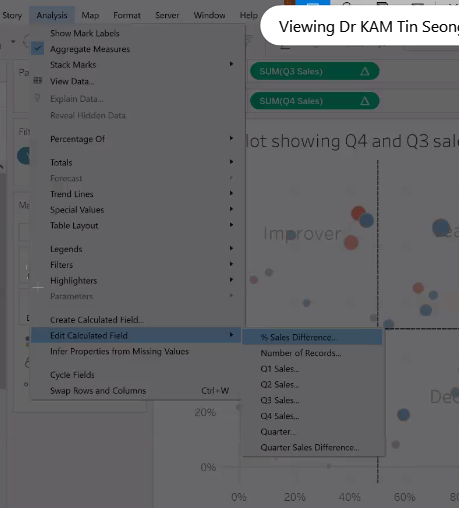 Story Analysis Map Format Server Window Help
Viewing Dr KAM Tin Seong
Show Mark Labels
Aggregate Measures
Stack Marks
View Data...
Explain Data...
Reveal Hidden Data
Percentage Of
Totals
Forecast
Trend Lines
Special Values
Table Layout
Legends
Filters
Highlighters
Parameters
Create Calculated Field...
Edit Calculated Field
Infer Properties from Missing Values
Cycle Fields
Swap Rows and Columns Ctrl+W
% Sales Difference...
Number of Records...
Q1 Sales...
Q2 Sales...
Q3 Sales...
Q4 Sales...
Quarter...
Quarter Sales Difference...
Pa
Filt
Ma
SUM(Q3 Sales)
SUM(Q4 Sales)
lot showing Q4 and Q3 sale
Improver
Lea
Dec
20%
0%
0% 20% 40% 60% 80%